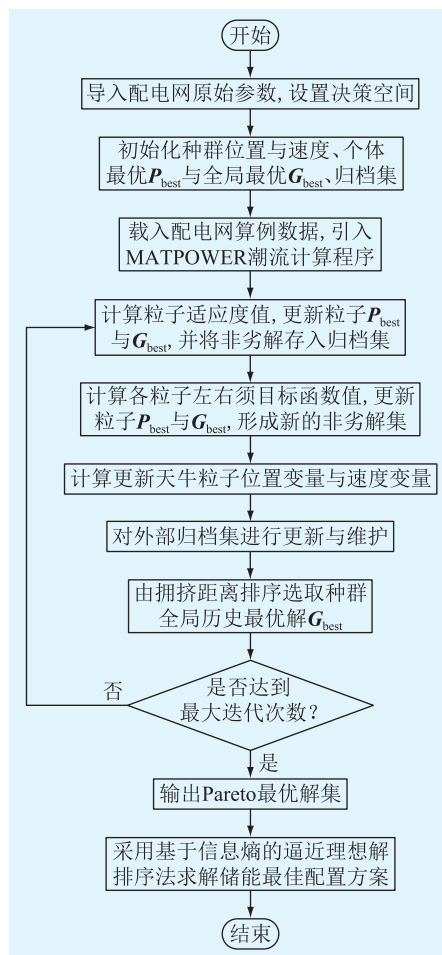 开始
导入配电网原始参数,设置决策空间
初始化种群位置与速度、个体
最优Pbest与全局最优Gbest、归档集
载入配电网算例数据,引入
MATPOWER潮流计算程序
计算粒子适应度值,更新粒子Pbest
与Gbest,并将非劣解存入归档集
计算各粒子左右须目标函数值,更新
粒子Pbest与Gbest,形成新的非劣解集
计算更新天牛粒子位置变量与速度变量
对外部归档集进行更新与维护
由拥挤距离排序选取种群
全局历史最优解Gbest
否
是否达到
最大迭代次数?
是
输出Pareto最优解集
采用基于信息熵的逼近理想解
排序法求解储能最佳配置方案
结束